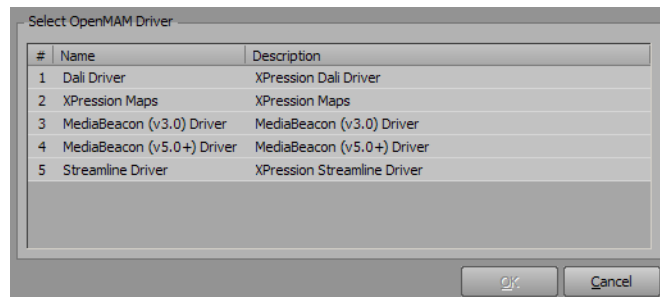 Select OpenMAM Driver
# Name Description
1 Dali Driver XPression Dali Driver
2 XPression Maps XPression Maps
3 MediaBeacon (v3.0) Driver MediaBeacon (v3.0) Driver
4 MediaBeacon (v5.0+) Driver MediaBeacon (v5.0+) Driver
5 Streamline Driver XPression Streamline Driver
OK Cancel